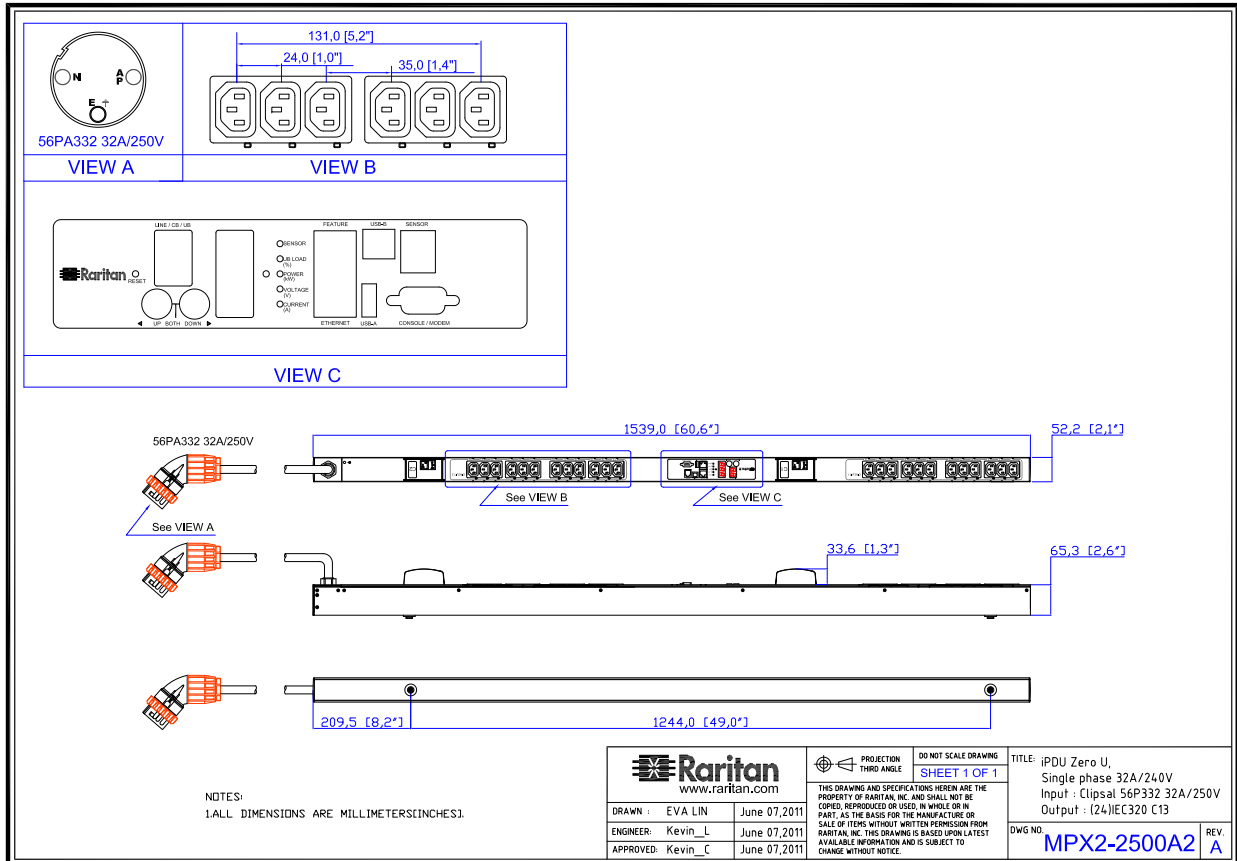 131,0 [5,2"]
24,0 [1,0"]
35,0 [1,4"]
N
A
P
E
56PA332 32A/250V
VIEW A
VIEW B
LINE / CB / UB
FEATURE
USB-B
SENSOR
SENSOR
UB LOAD
(%)
POWER
(kW)
VOLTAGE
(V)
CURRENT
(A)
Raritan
RESET
UP BOTH DOWN
ETHERNET
USB-A
CONSOLE / MODEM
VIEW C
56PA332 32A/250V
1539,0 [60,6"]
52,2 [2,1"]
See VIEW B
See VIEW C
See VIEW A
33,6 [1,3"]
65,3 [2,6"]
209,5 [8,2"]
1244,0 [49,0"]
NOTES:
1.ALL DIMENSIONS ARE MILLIMETERS[INCHES].
Raritan
www.raritan.com
DRAWN : EVA LIN June 07,2011
ENGINEER: Kevin_L June 07,2011
APPROVED: Kevin_C June 07,2011
PROJECTION
THIRD ANGLE
DO NOT SCALE DRAWING
SHEET 1 OF 1
THIS DRAWING AND SPECIFICATIONS HEREIN ARE THE
PROPERTY OF RARITAN, INC. AND SHALL NOT BE
COPIED, REPRODUCED OR USED, IN WHOLE OR IN
PART, AS THE BASIS FOR THE MANUFACTURE OR
SALE OF ITEMS WITHOUT WRITTEN PERMISSION FROM
RARITAN, INC. THIS DRAWING IS BASED UPON LATEST
AVAILABLE INFORMATION AND IS SUBJECT TO
CHANGE WITHOUT NOTICE.
TITLE: iPDU Zero U,
Single phase 32A/240V
Input : Clipsal 56P332 32A/250V
Output : (24)IEC320 C13
DWG NO. MPX2-2500A2
REV. A